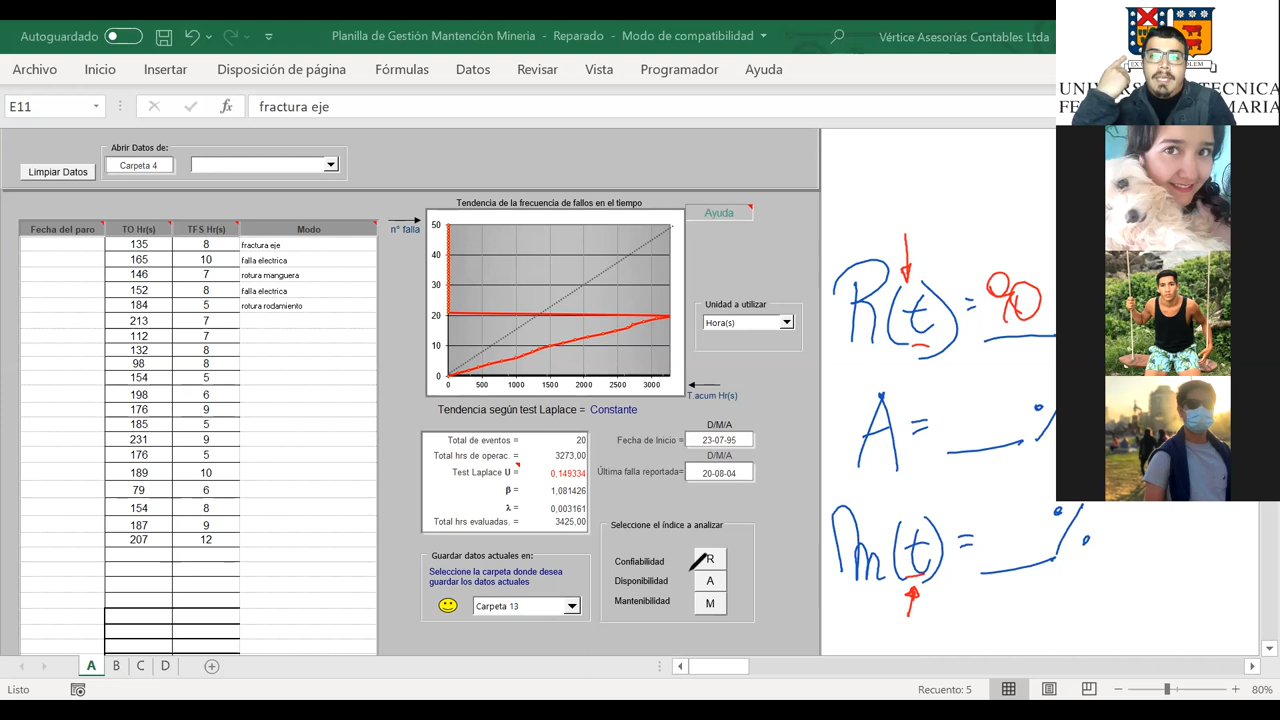 Autoguardado
Planilla de Gestión Mantención Mineria - Reparado - Modo de compatibilidad
Vértice Asesorías Contables Ltda
Archivo Inicio Insertar Disposición de página Fórmulas Datos Revisar Vista Programador Ayuda
E11 fx fractura eje
Abrir Datos de:
Limpiar Datos Carpeta 4
Fecha del paro TO Hr(s) TFS Hr(s) Modo
135 8 fractura eje
165 10 falla electrica
146 7 rotura manguera
152 8 falla electrica
184 5 rotura rodamiento
213 7
112 7
132 8
98 8
154 5
198 6
176 9
185 5
231 9
176 5
189 10
79 6
154 8
187 9
207 12
Tendencia de la frecuencia de fallos en el tiempo
n° falla
50
40
30
20
10
0
0 500 1000 1500 2000 2500 3000
T.acum Hr(s)
Ayuda
Unidad a utilizar
Hora(s)
Tendencia según test Laplace = Constante
Total de eventos = 20
Total hrs de operac. = 3273,00
Test Laplace U = 0,149334
β = 1,081426
λ = 0,003161
Total hrs evaluadas. = 3425,00
D/M/A
Fecha de Inicio = 23-07-95
D/M/A
Última falla reportada= 20-08-04
Guardar datos actuales en:
Seleccione la carpeta donde desea
guardar los datos actuales
Carpeta 13
Seleccione el índice a analizar
Confiabilidad R
Disponibilidad A
Mantenibilidad M
R(t) = 90
A = __ %
m(t) = __ %
A B C D
Listo
Recuento: 5
80%